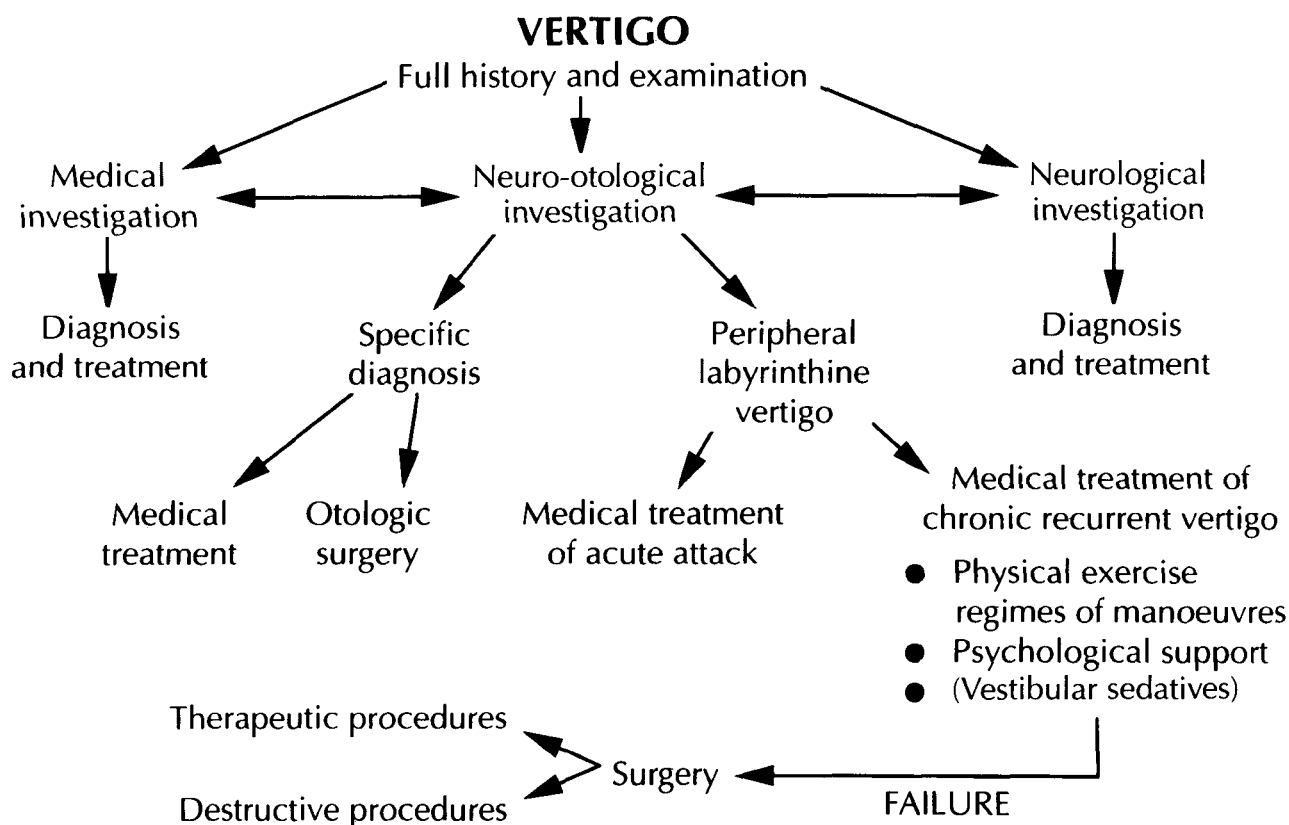 VERTIGO
Full history and examination
Medical
investigation
Neuro-otological
investigation
Neurological
investigation
Diagnosis
and treatment
Specific
diagnosis
Peripheral
labyrinthine
vertigo
Diagnosis
and treatment
Medical
treatment
Otologic
surgery
Medical treatment
of acute attack
Medical treatment of
chronic recurrent vertigo
● Physical exercise
regimes of manoeuvres
● Psychological support
● (Vestibular sedatives)
Therapeutic procedures
Surgery
FAILURE
Destructive procedures